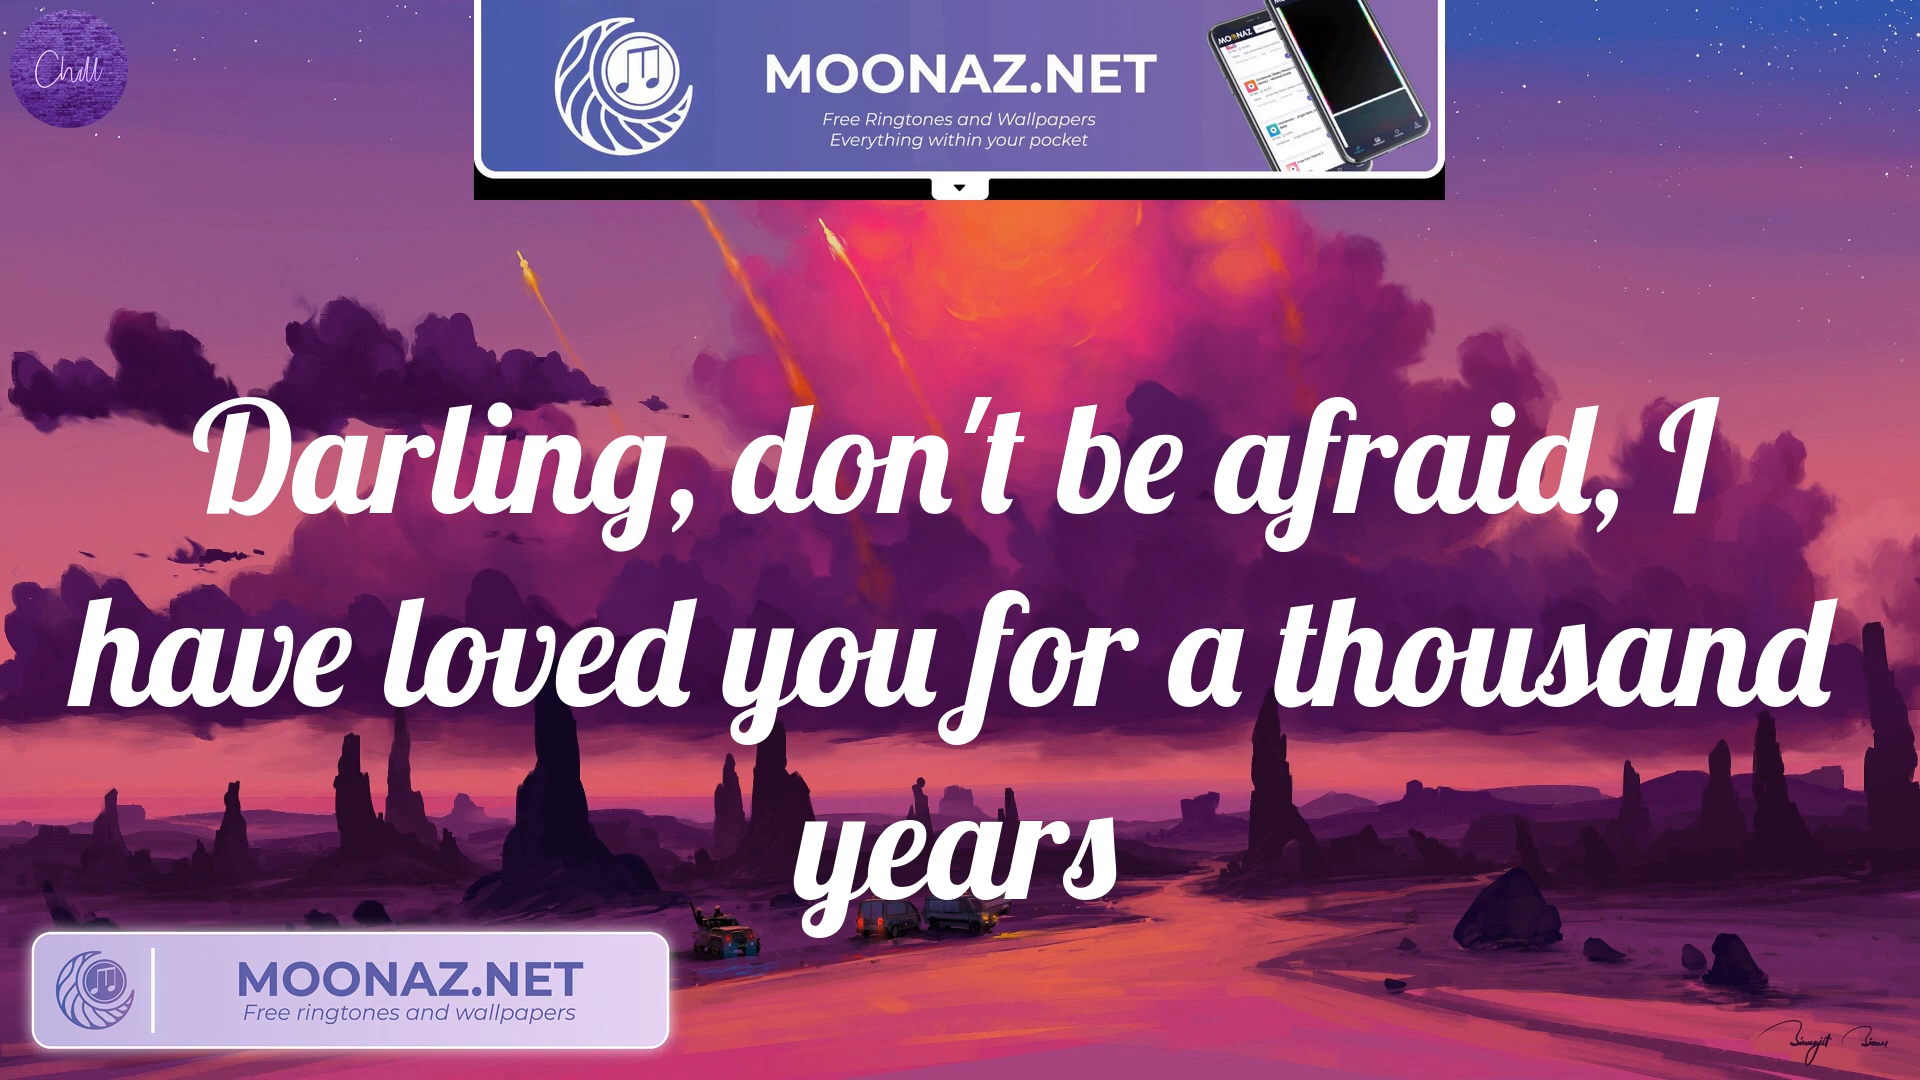 Chill
MOONAZ.NET
Free Ringtones and Wallpapers
Everything within your pocket
MOONAZ
Darling, don't be afraid, I
have loved you for a thousand
years
MOONAZ.NET
Free ringtones and wallpapers